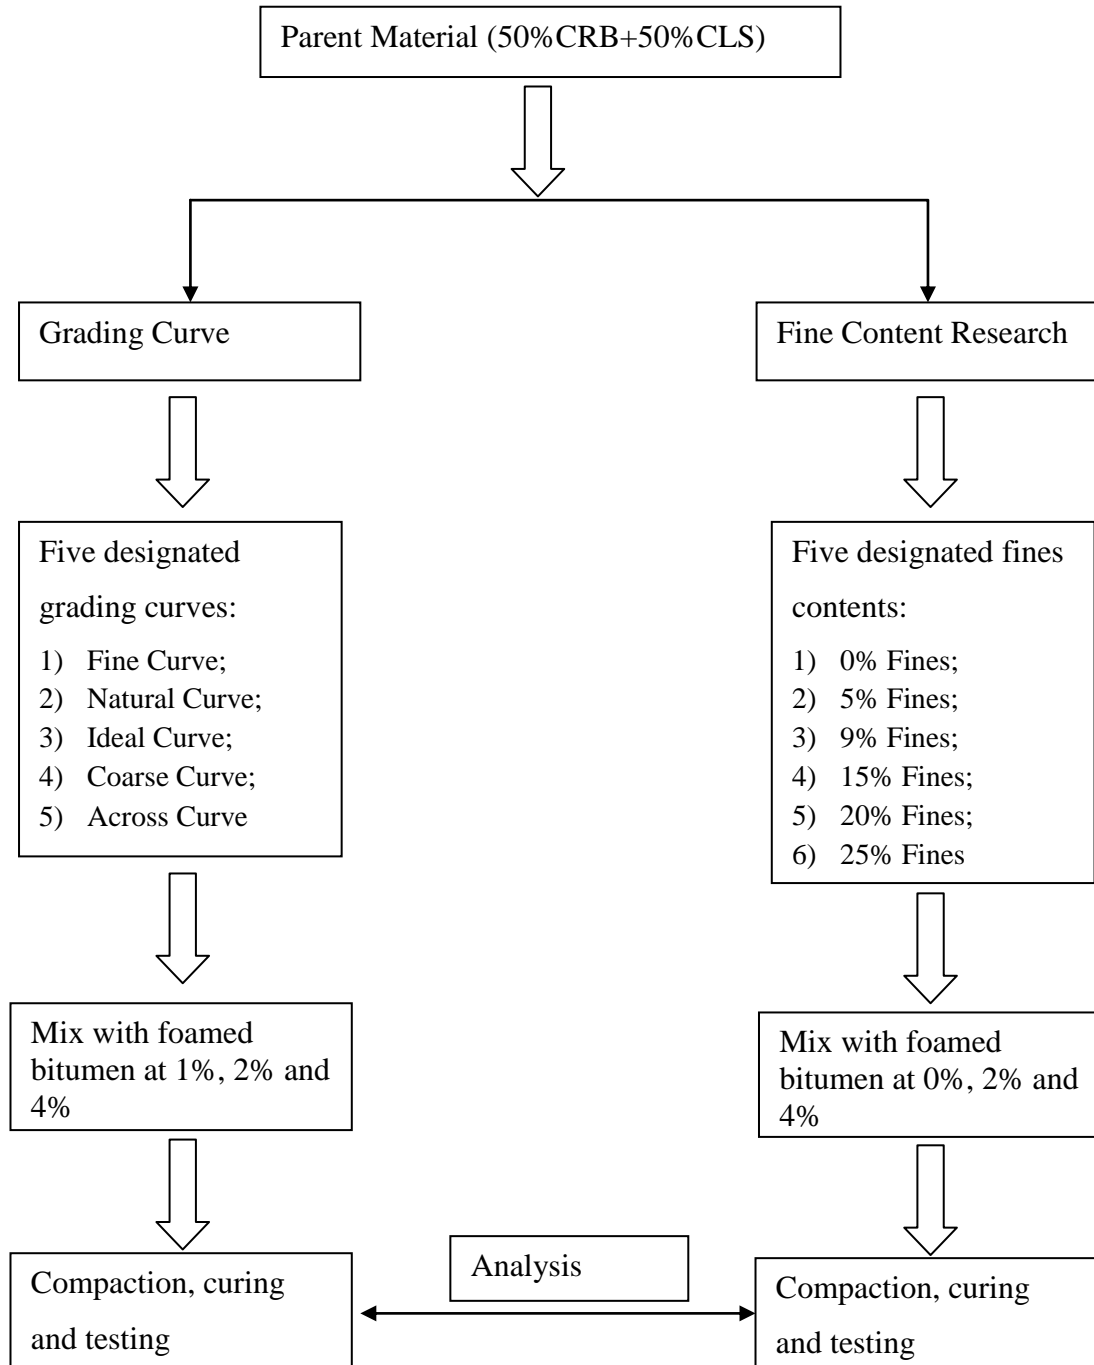 Parent Material (50%CRB+50%CLS)
Grading Curve
Fine Content Research
Five designated
grading curves:
1) Fine Curve;
2) Natural Curve;
3) Ideal Curve;
4) Coarse Curve;
5) Across Curve
Five designated fines
contents:
1) 0% Fines;
2) 5% Fines;
3) 9% Fines;
4) 15% Fines;
5) 20% Fines;
6) 25% Fines
Mix with foamed
bitumen at 1%, 2% and
4%
Mix with foamed
bitumen at 0%, 2% and
4%
Compaction, curing
and testing
Analysis
Compaction, curing
and testing